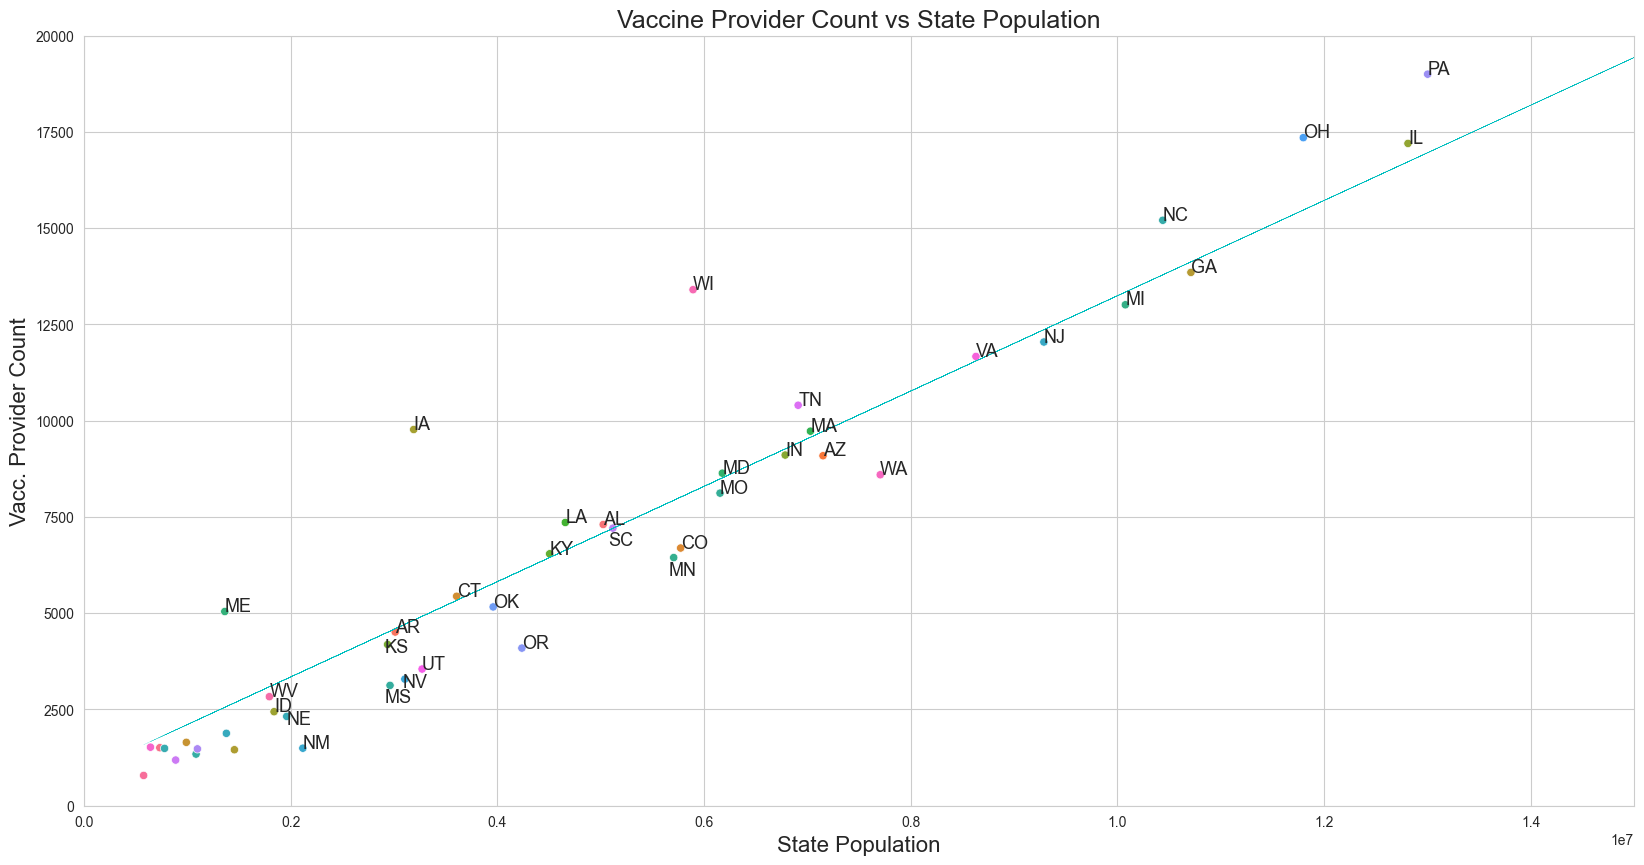 Vaccine Provider Count vs State Population
20000
17500
15000
12500
10000
7500
5000
2500
0
Vacc. Provider Count
PA
OH
IL
NC
GA
WI
MI
NJ
VA
TN
IA
MA
IN
AZ
WA
MD
MO
LA
AL
SC
KY
CO
MN
CT
OK
ME
AR
KS
OR
UT
NV
MS
WV
ID
NE
NM
0.0 0.2 0.4 0.6 0.8 1.0 1.2 1.4
1e7
State Population